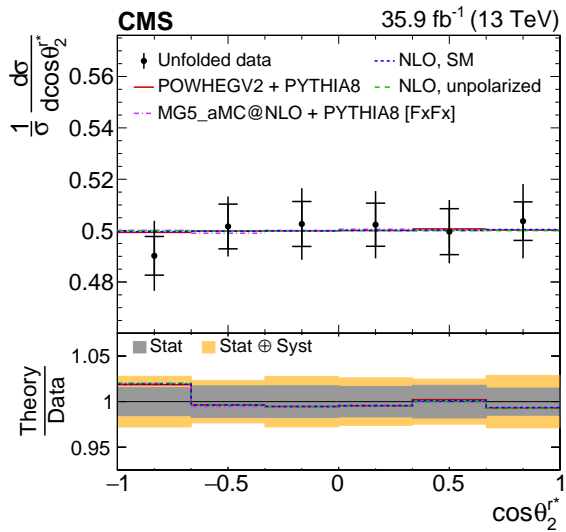 CMS 35.9 fb⁻¹ (13 TeV)
1/σ dσ/dcosθ₂ʳ*
Unfolded data
POWHEGV2 + PYTHIA8
MG5_aMC@NLO + PYTHIA8 [FxFx]
NLO, SM
NLO, unpolarized
0.56
0.54
0.52
0.5
0.48
Stat
Stat ⊕ Syst
Theory/Data
1.05
1
0.95
−1 −0.5 0 0.5 1
cosθ₂ʳ*